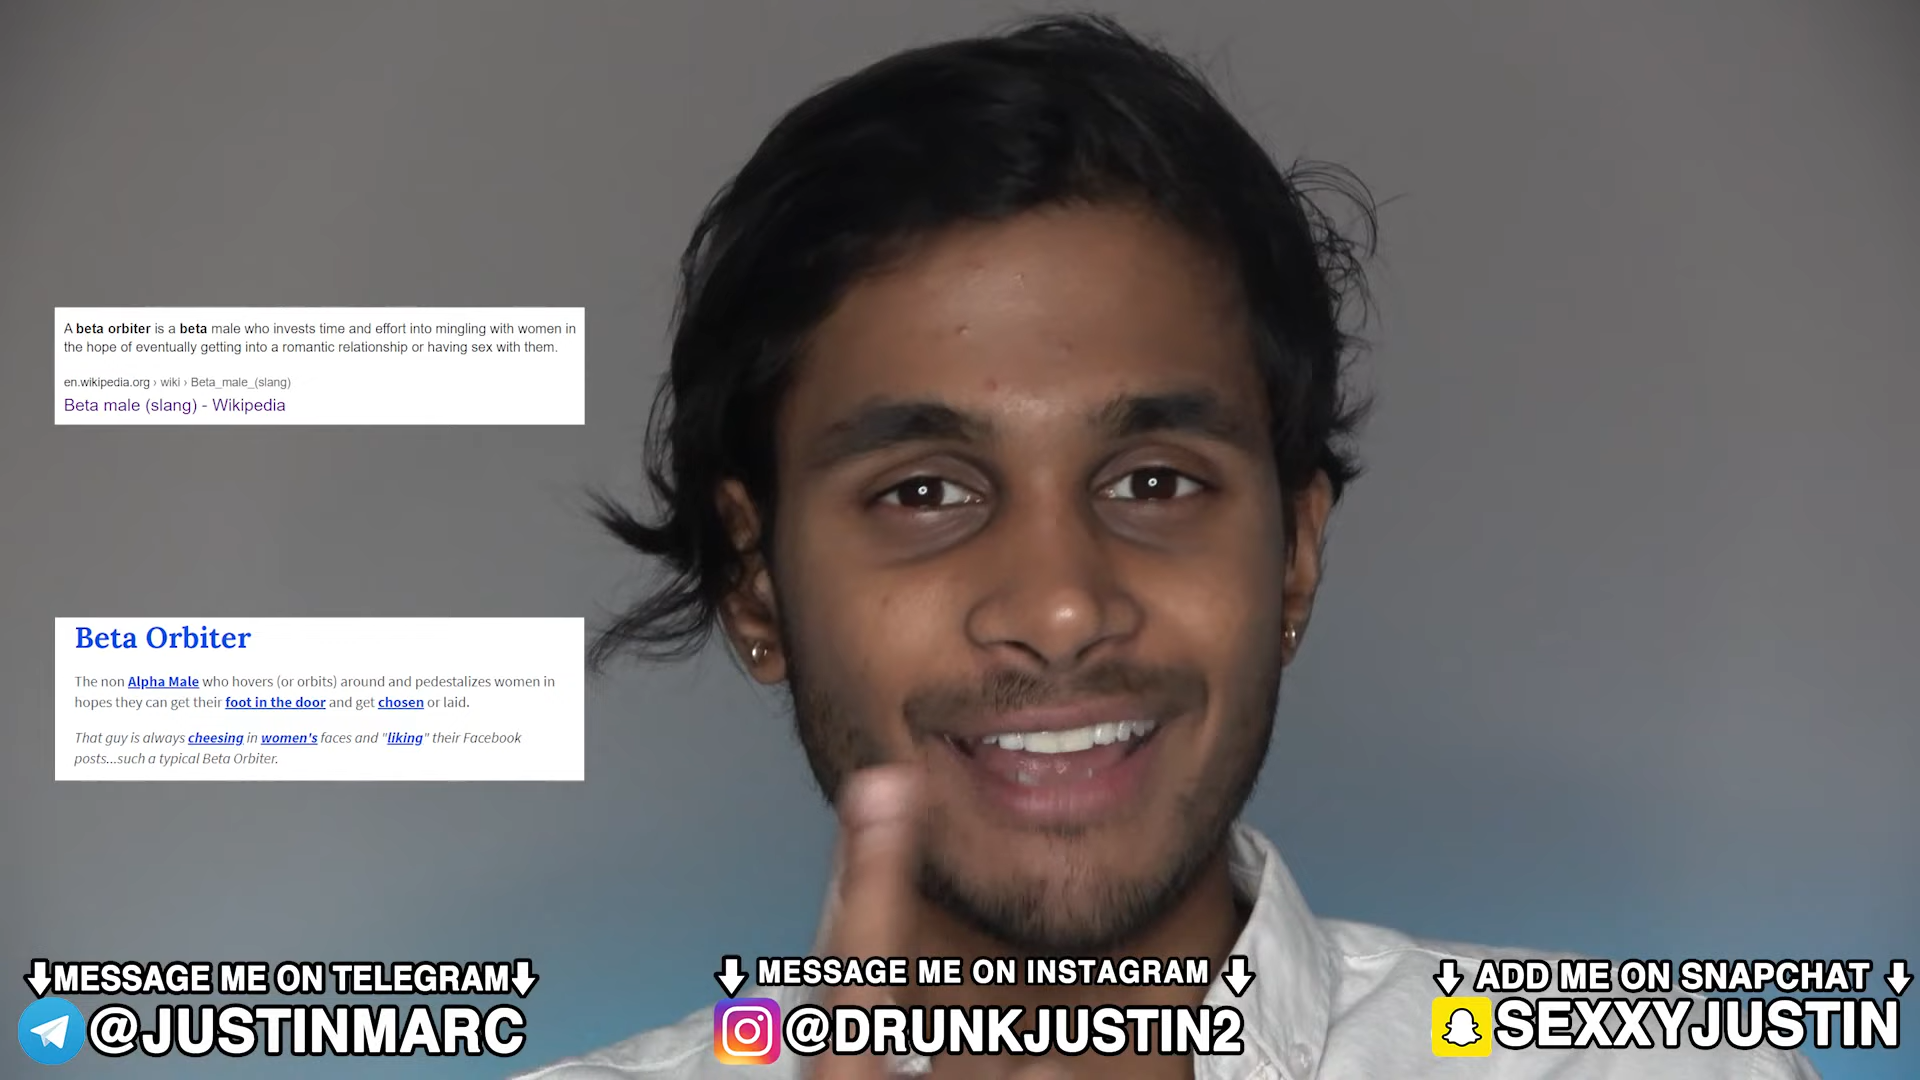 A beta orbiter is a beta male who invests time and effort into mingling with women in
the hope of eventually getting into a romantic relationship or having sex with them.
en.wikipedia.org › wiki › Beta_male_(slang)
Beta male (slang) - Wikipedia
Beta Orbiter
The non Alpha Male who hovers (or orbits) around and pedestalizes women in
hopes they can get their foot in the door and get chosen or laid.
That guy is always cheesing in women's faces and "liking" their Facebook
posts...such a typical Beta Orbiter.
MESSAGE ME ON TELEGRAM
@JUSTINMARC
MESSAGE ME ON INSTAGRAM
@DRUNKJUSTIN2
ADD ME ON SNAPCHAT
SEXXYJUSTIN